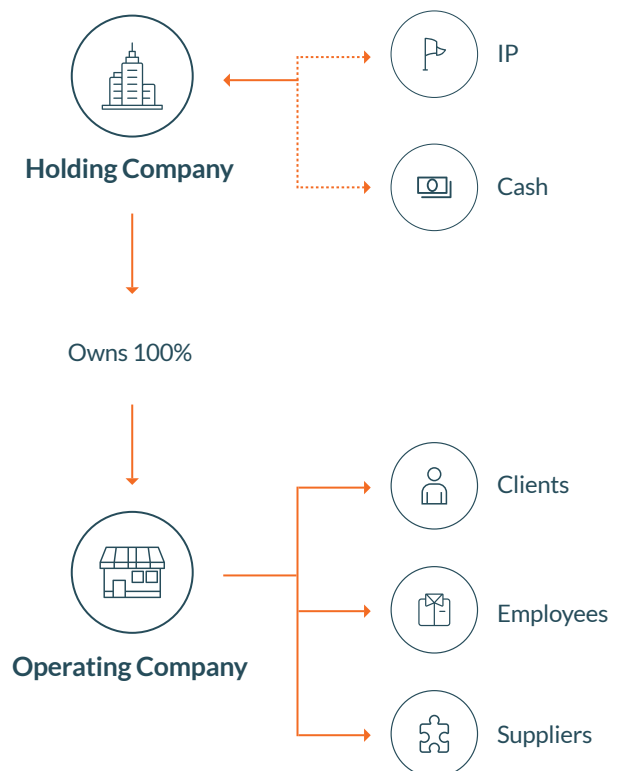 IP
Holding Company
Cash
Owns 100%
Clients
Employees
Operating Company
Suppliers